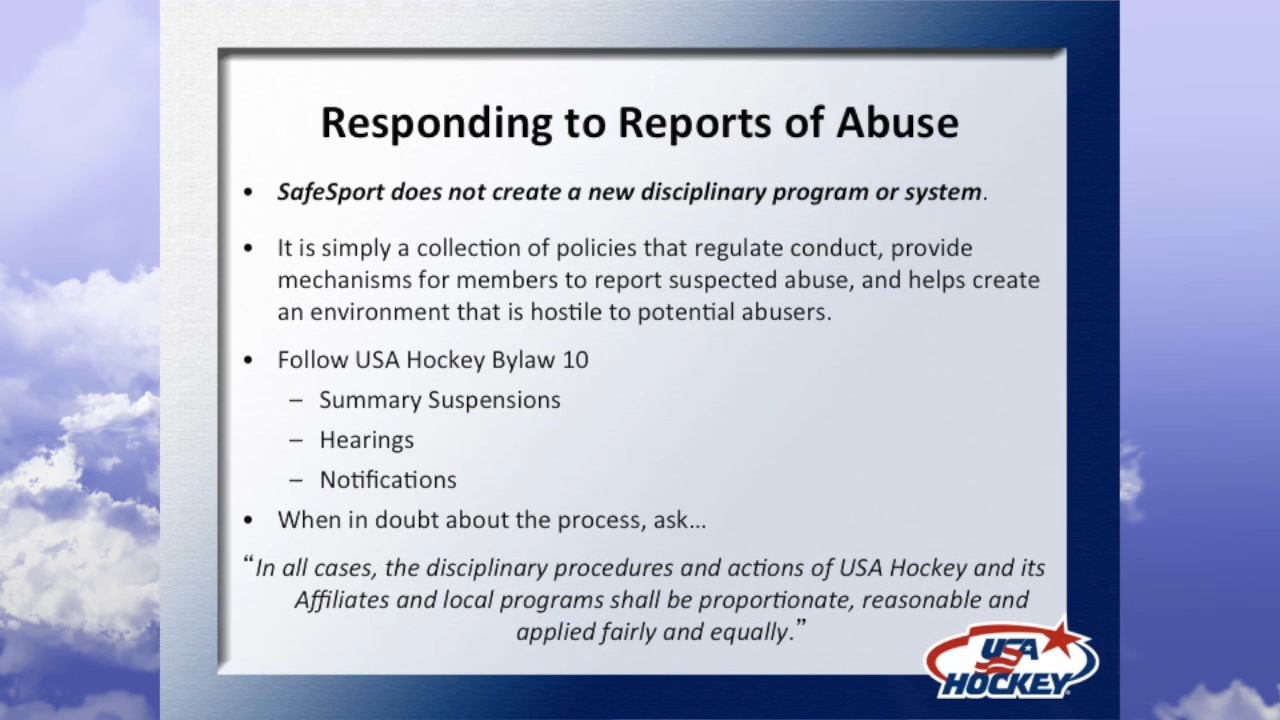 Responding to Reports of Abuse
• SafeSport does not create a new disciplinary program or system.
• It is simply a collection of policies that regulate conduct, provide
mechanisms for members to report suspected abuse, and helps create
an environment that is hostile to potential abusers.
• Follow USA Hockey Bylaw 10
– Summary Suspensions
– Hearings
– Notifications
• When in doubt about the process, ask…
“In all cases, the disciplinary procedures and actions of USA Hockey and its
Affiliates and local programs shall be proportionate, reasonable and
applied fairly and equally.”
USA
HOCKEY